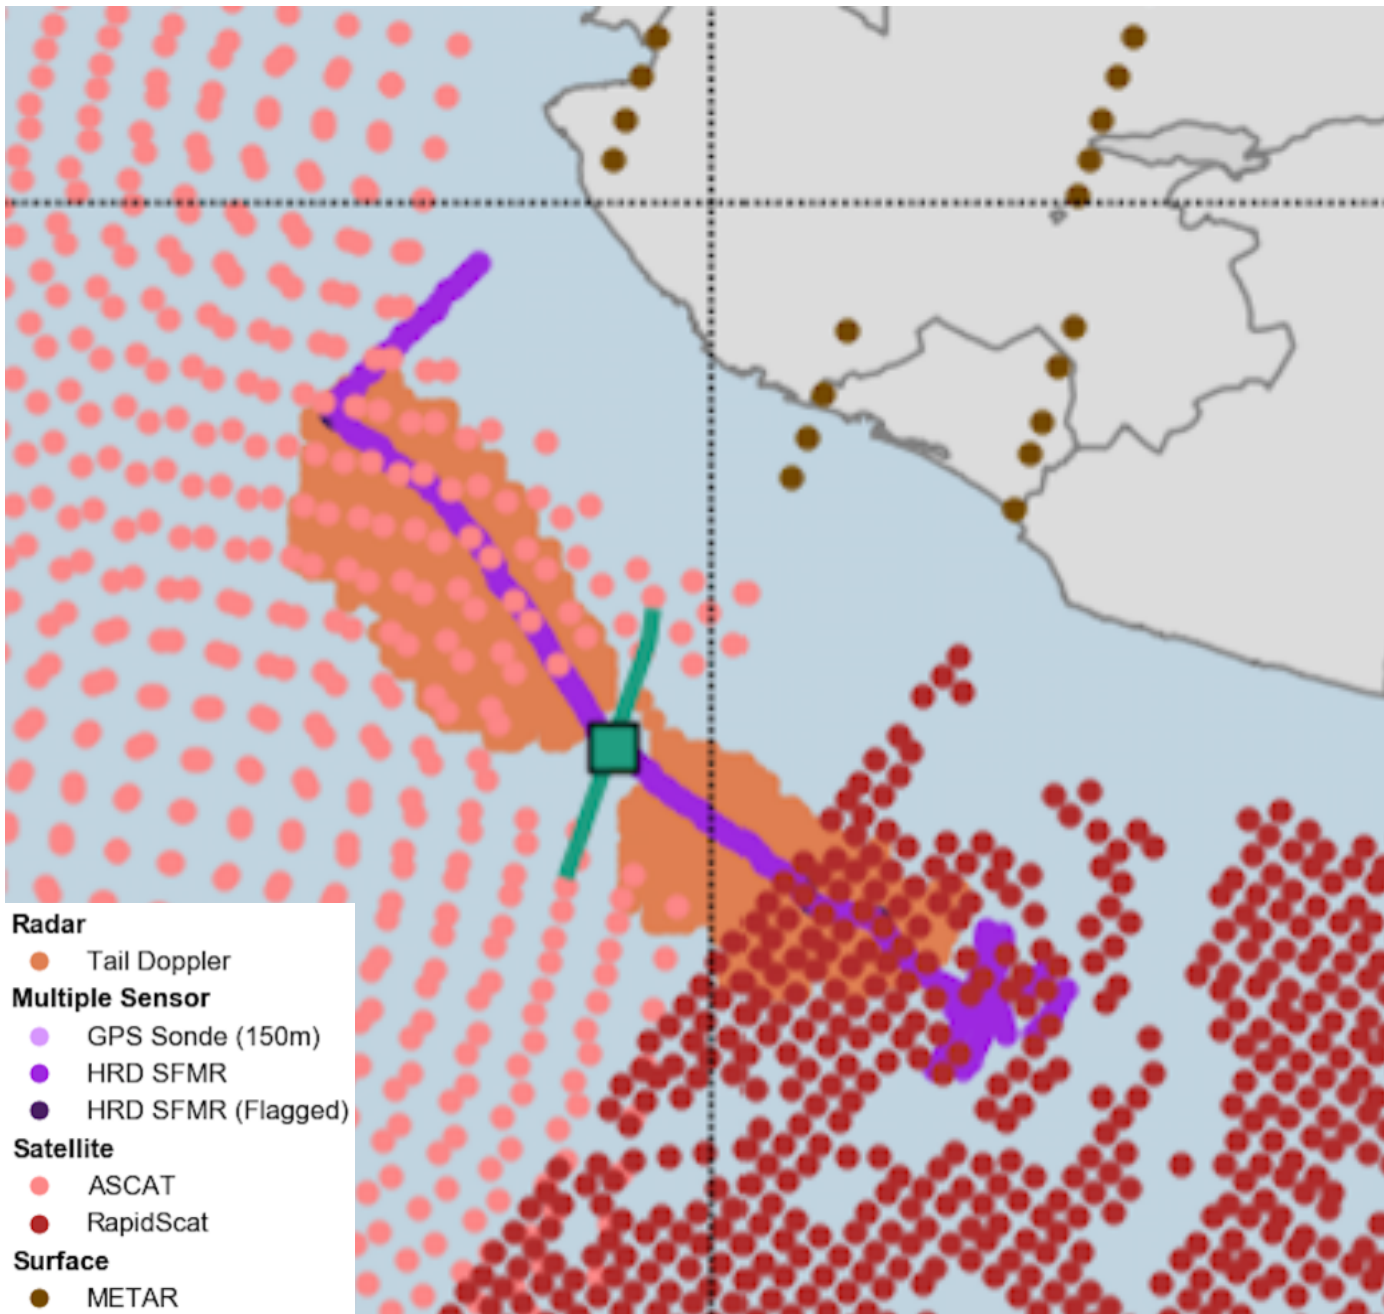 Radar
Tail Doppler
Multiple Sensor
GPS Sonde (150m)
HRD SFMR
HRD SFMR (Flagged)
Satellite
ASCAT
RapidScat
Surface
METAR